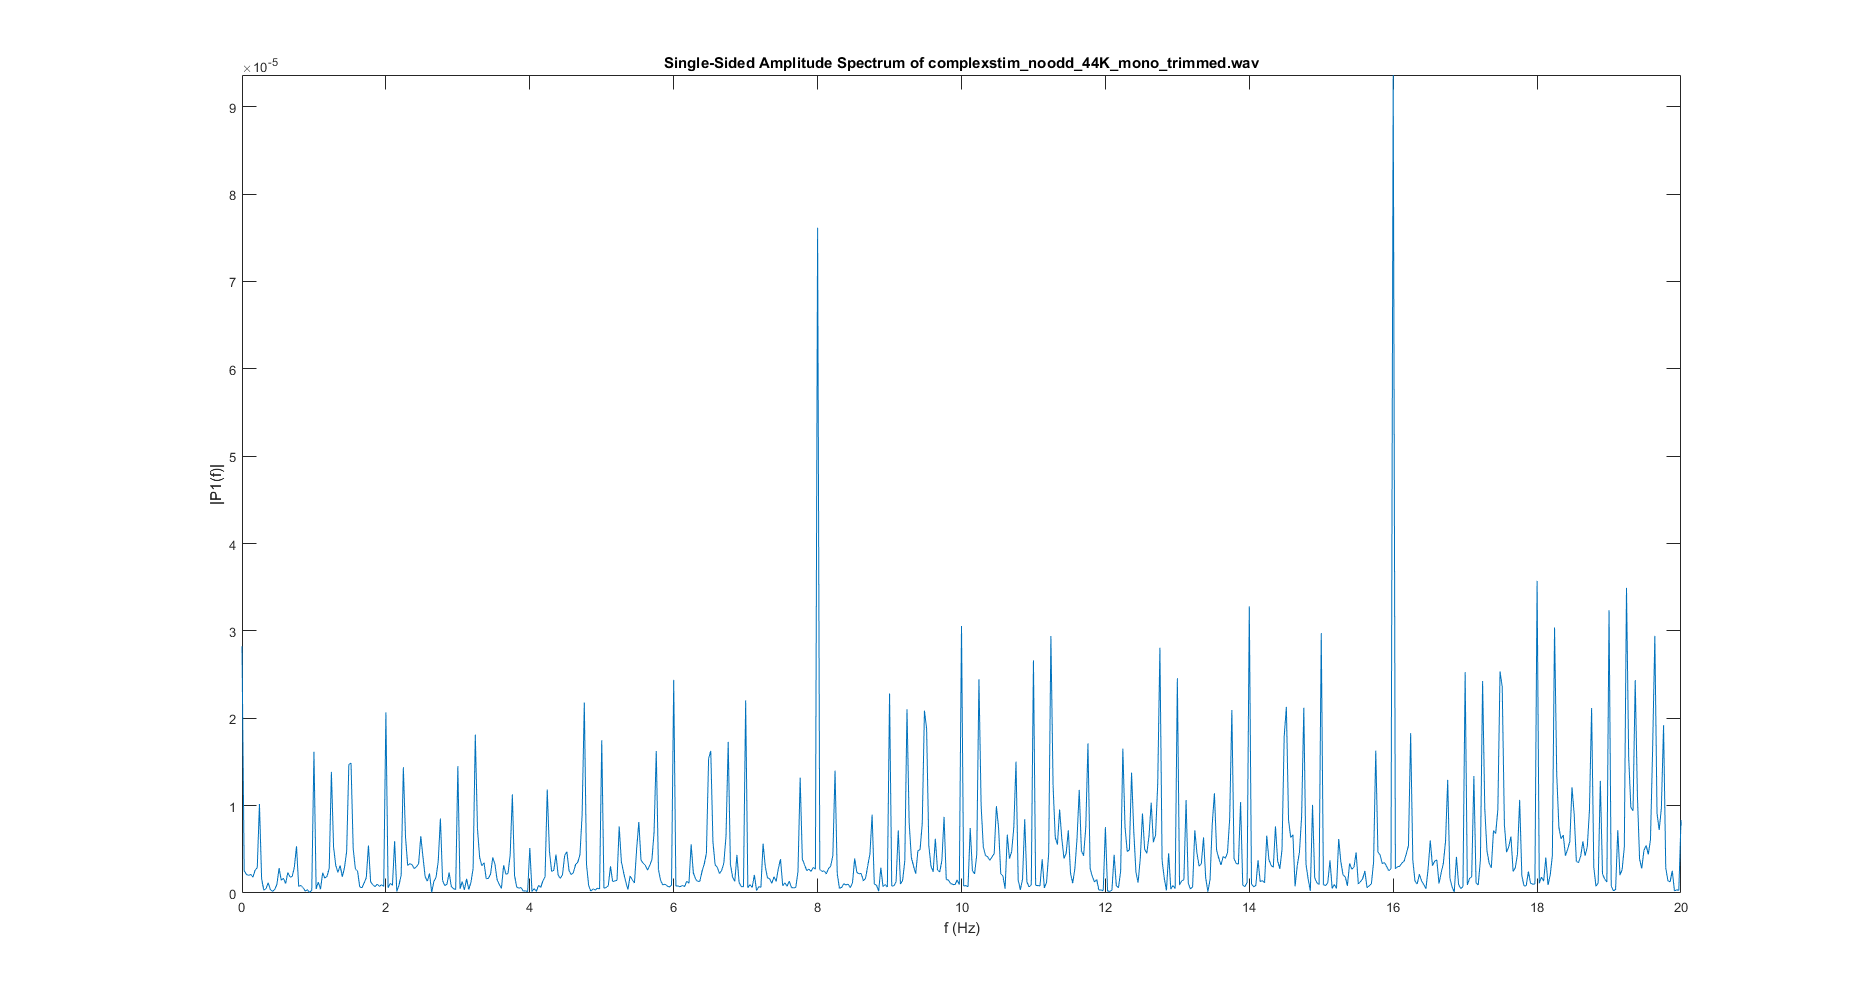 Single-Sided Amplitude Spectrum of complexstim_noodd_44K_mono_trimmed.wav
×10^-5
9
8
7
6
5
4
3
2
1
0
|P1(f)|
0 2 4 6 8 10 12 14 16 18 20
f (Hz)